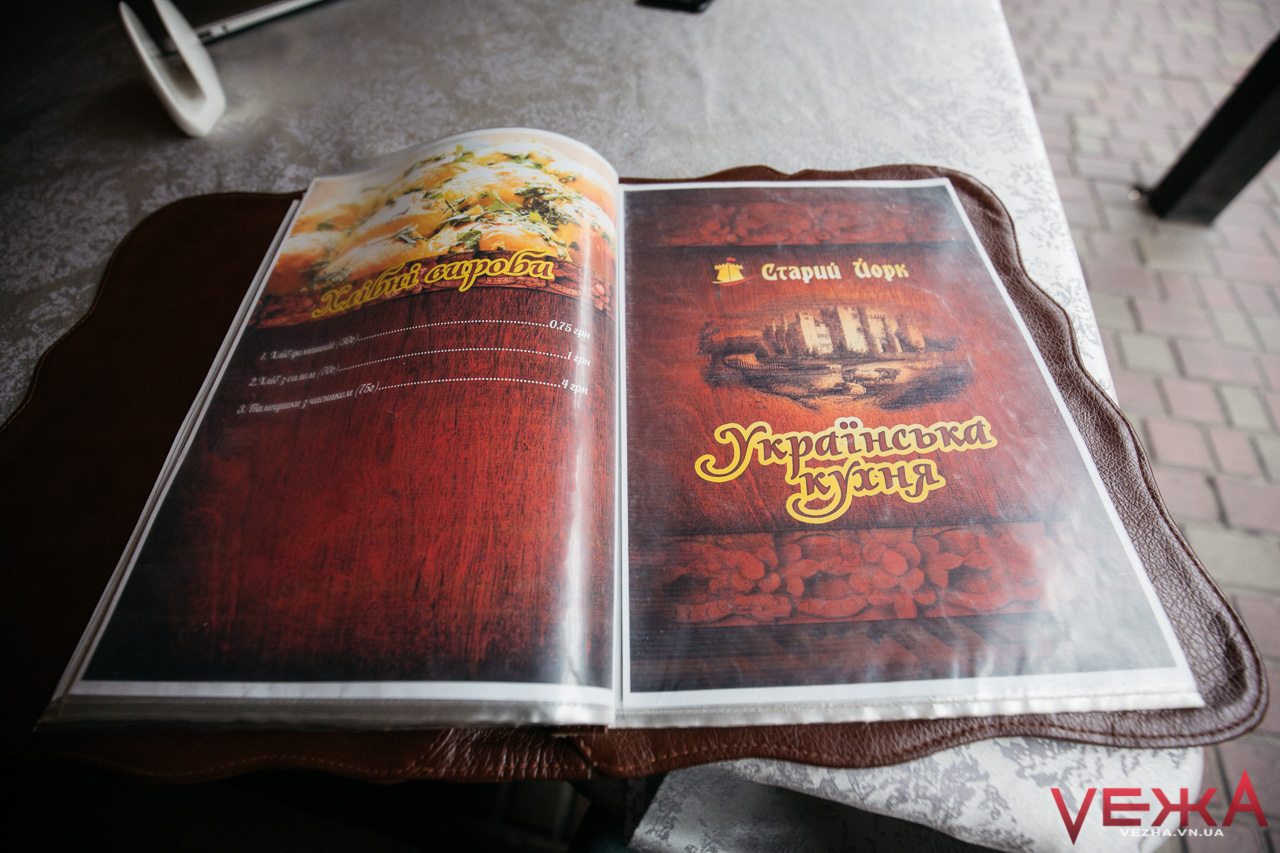 Хлібні вироби
1. Хліб домашній (30г)...0,75 грн
2. Хліб з салом (70г)...1 грн
3. Пампушки з часником (75г)...4 грн
Старий Йорк
Українська
кухня
VЕЖА
VEZHA.VN.UA